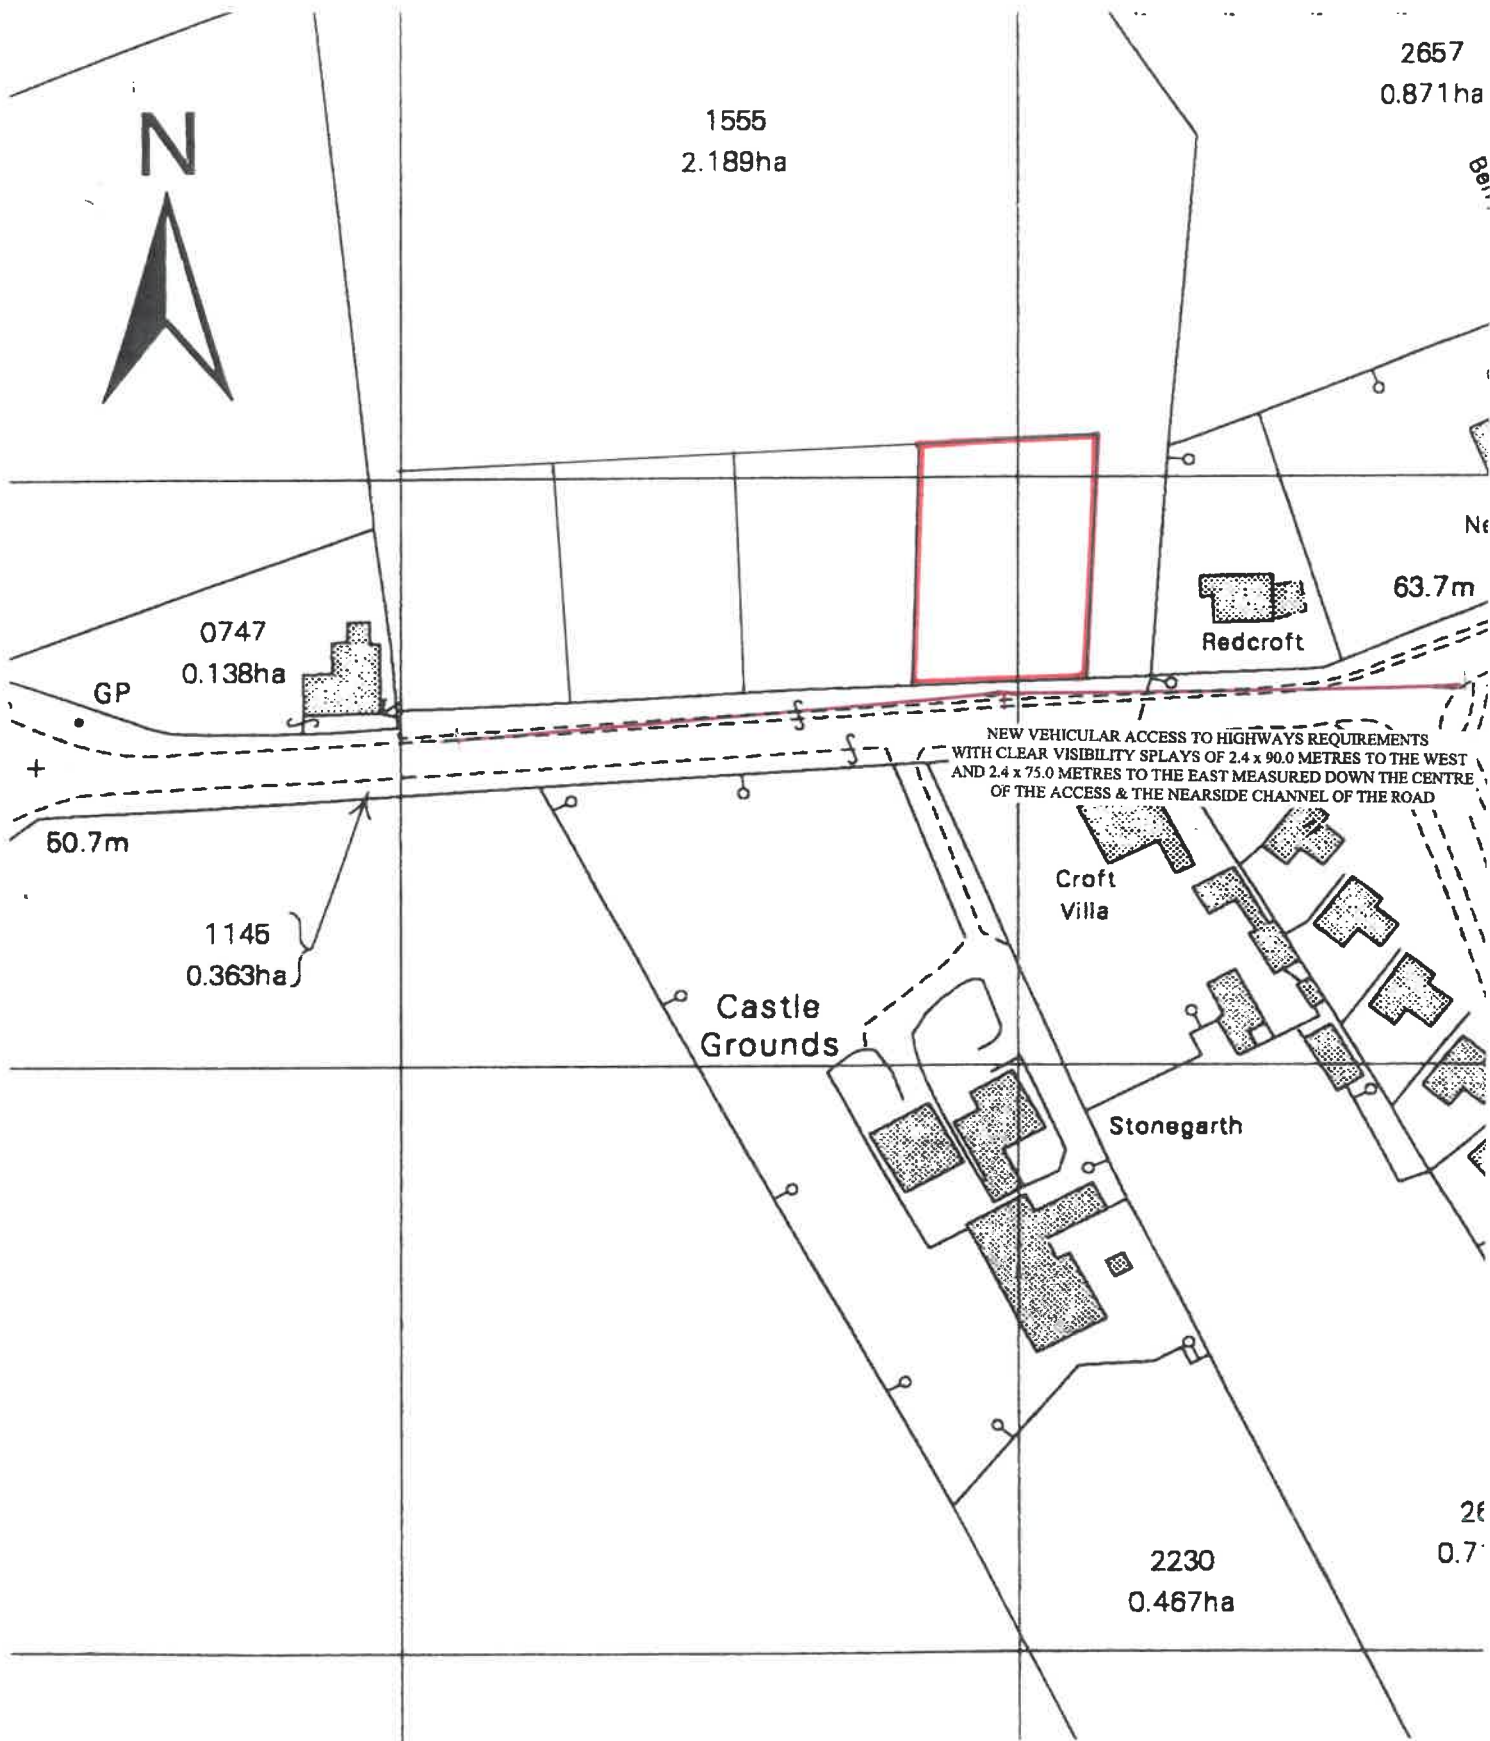 2657
0.871ha
1555
2.189ha
N
63.7m
Redcroft
0747
0.138ha
GP
NEW VEHICULAR ACCESS TO HIGHWAYS REQUIREMENTS
WITH CLEAR VISIBILITY SPLAYS OF 2.4 x 90.0 METRES TO THE WEST
AND 2.4 x 75.0 METRES TO THE EAST MEASURED DOWN THE CENTRE
OF THE ACCESS & THE NEARSIDE CHANNEL OF THE ROAD
50.7m
Croft
Villa
1145
0.363ha
Castle
Grounds
Stonegarth
2230
0.467ha